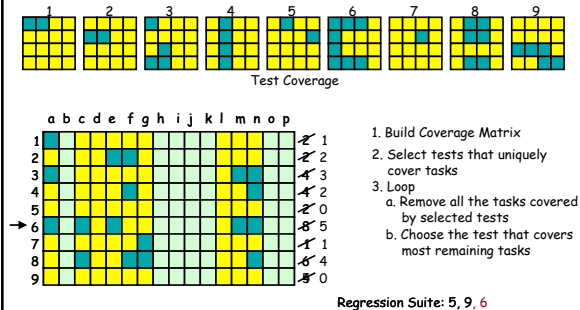 1 2 3 4 5 6 7 8 9
Test Coverage
a b c d e f g h i j k l m n o p
1 2 1
2 2 2
3 4 3
4 4 2
5 2 0
→ 6 8 5
7 1 1
8 6 4
9 5 0
1. Build Coverage Matrix
2. Select tests that uniquely
cover tasks
3. Loop
a. Remove all the tasks covered
by selected tests
b. Choose the test that covers
most remaining tasks
Regression Suite: 5, 9, 6